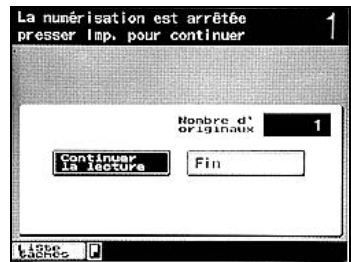 La numérisation est arrêtée
presser Imp. pour continuer
1
Nombre d'
originaux
1
Continuer
la lecture
Fin
Liste
tâches